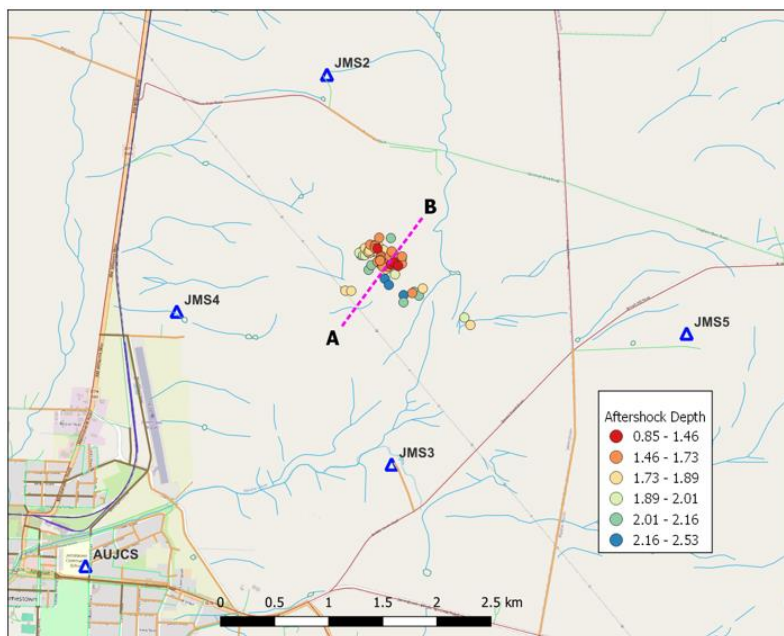 JMS2
B
JMS4
A
JMS5
Aftershock Depth
0.85 - 1.46
1.46 - 1.73
1.73 - 1.89
1.89 - 2.01
2.01 - 2.16
2.16 - 2.53
JMS3
AUJCS
0 0.5 1 1.5 2 2.5 km